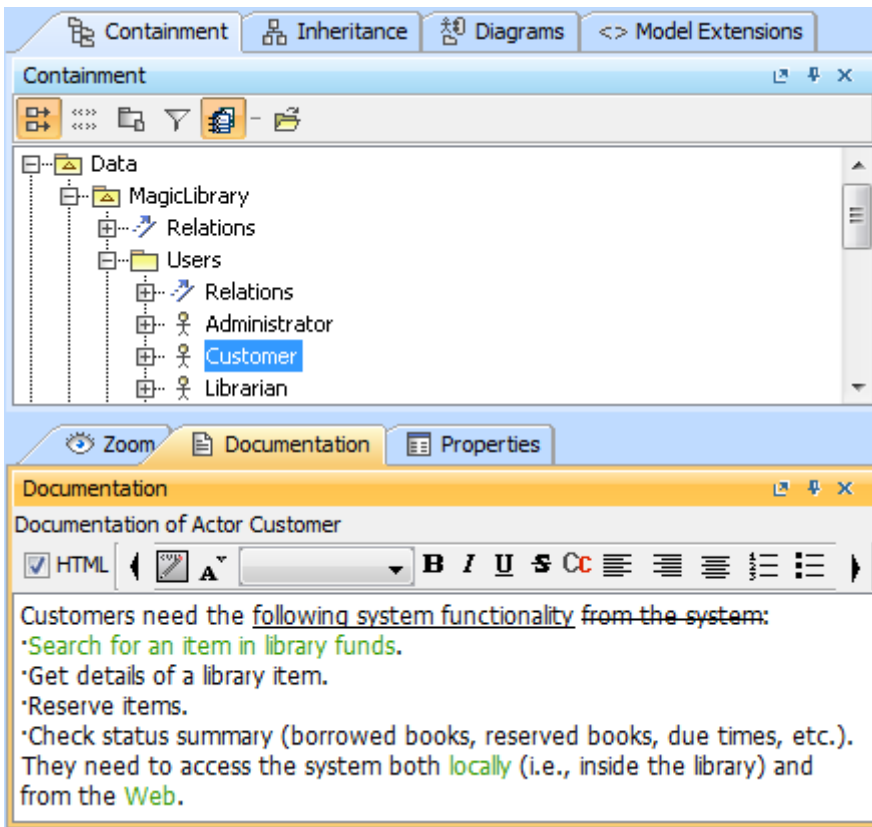 Containment Inheritance Diagrams <> Model Extensions
Containment
Data
MagicLibrary
Relations
Users
Relations
Administrator
Customer
Librarian
Zoom Documentation Properties
Documentation
Documentation of Actor Customer
HTML A B I U S CC
Customers need the following system functionality from the system:
·Search for an item in library funds.
·Get details of a library item.
·Reserve items.
·Check status summary (borrowed books, reserved books, due times, etc.).
They need to access the system both locally (i.e., inside the library) and
from the Web.